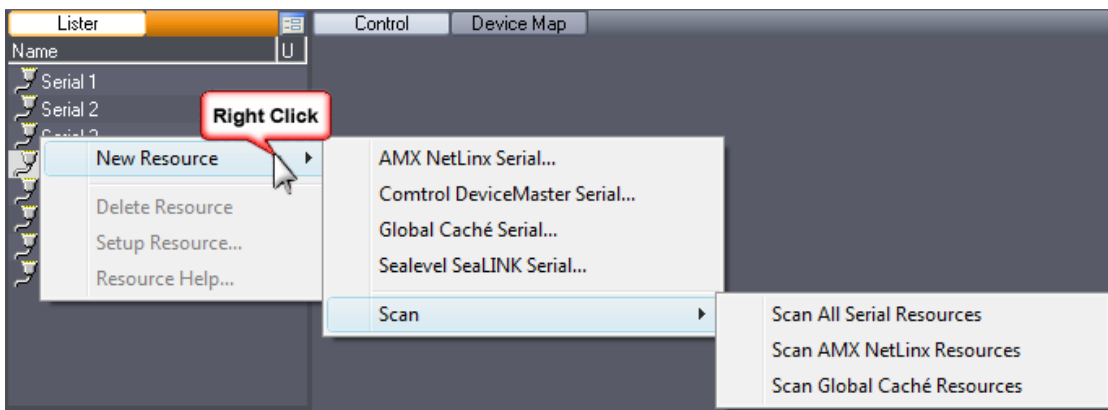 Lister
Control
Device Map
Name
U
Serial 1
Serial 2
Right Click
New Resource
Delete Resource
Setup Resource...
Resource Help...
AMX NetLinx Serial...
Comtrol DeviceMaster Serial...
Global Caché Serial...
Sealevel SeaLINK Serial...
Scan
Scan All Serial Resources
Scan AMX NetLinx Resources
Scan Global Caché Resources